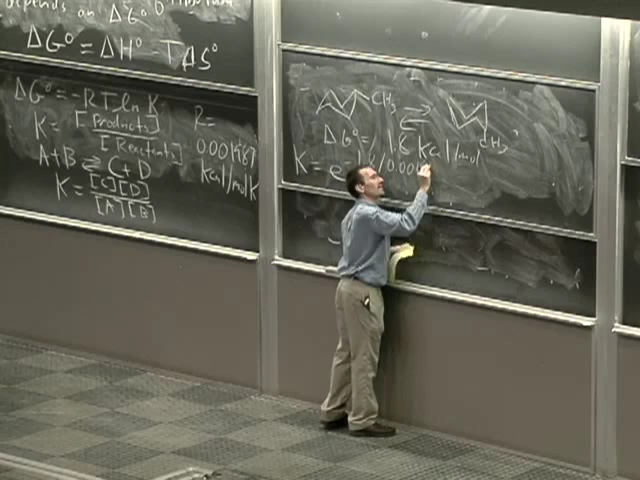 depends on ΔG°
ΔG° = ΔH° - TΔS°
ΔG° = -RT ln K
K = [Products] / [Reactants]
R = 0.001987 kcal/mol K
A+B ⇌ C+D
K = [C][D] / [A][B]
CH3 ⇌ CH3
ΔG° = 1.8 kcal/mol
K = e